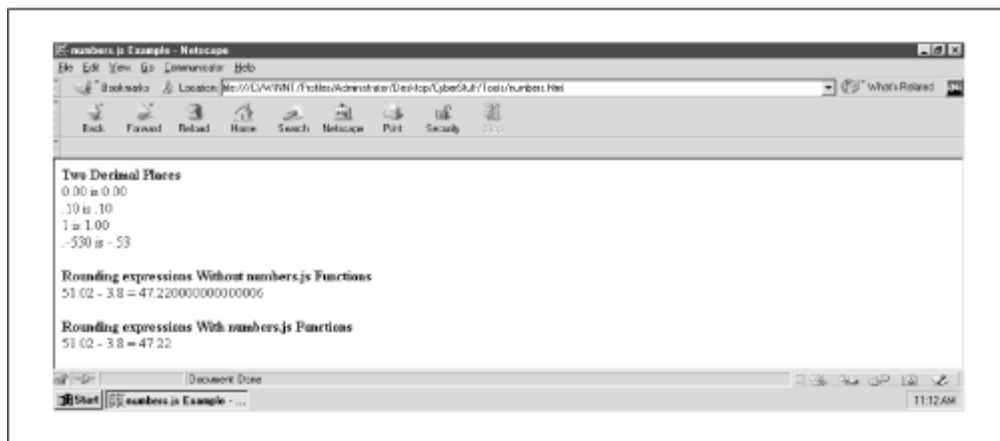 numbers.js Example - Netscape
File Edit View Go Communicator Help
Bookmarks Location: file:///C|/WINNT/Profiles/Administrator/Desktop/CyberStuff/Tools/numbers.html What's Related
Back Forward Reload Home Search Netscape Print Security Stop
Two Decimal Places
0.00 is 0.00
.10 is .10
1 is 1.00
.-530 is -.53
Rounding expressions Without numbers.js Functions
51.02 - 3.8 = 47.220000000000006
Rounding expressions With numbers.js Functions
51.02 - 3.8 = 47.22
Document: Done
Start numbers.js Example - ... 11:12 AM